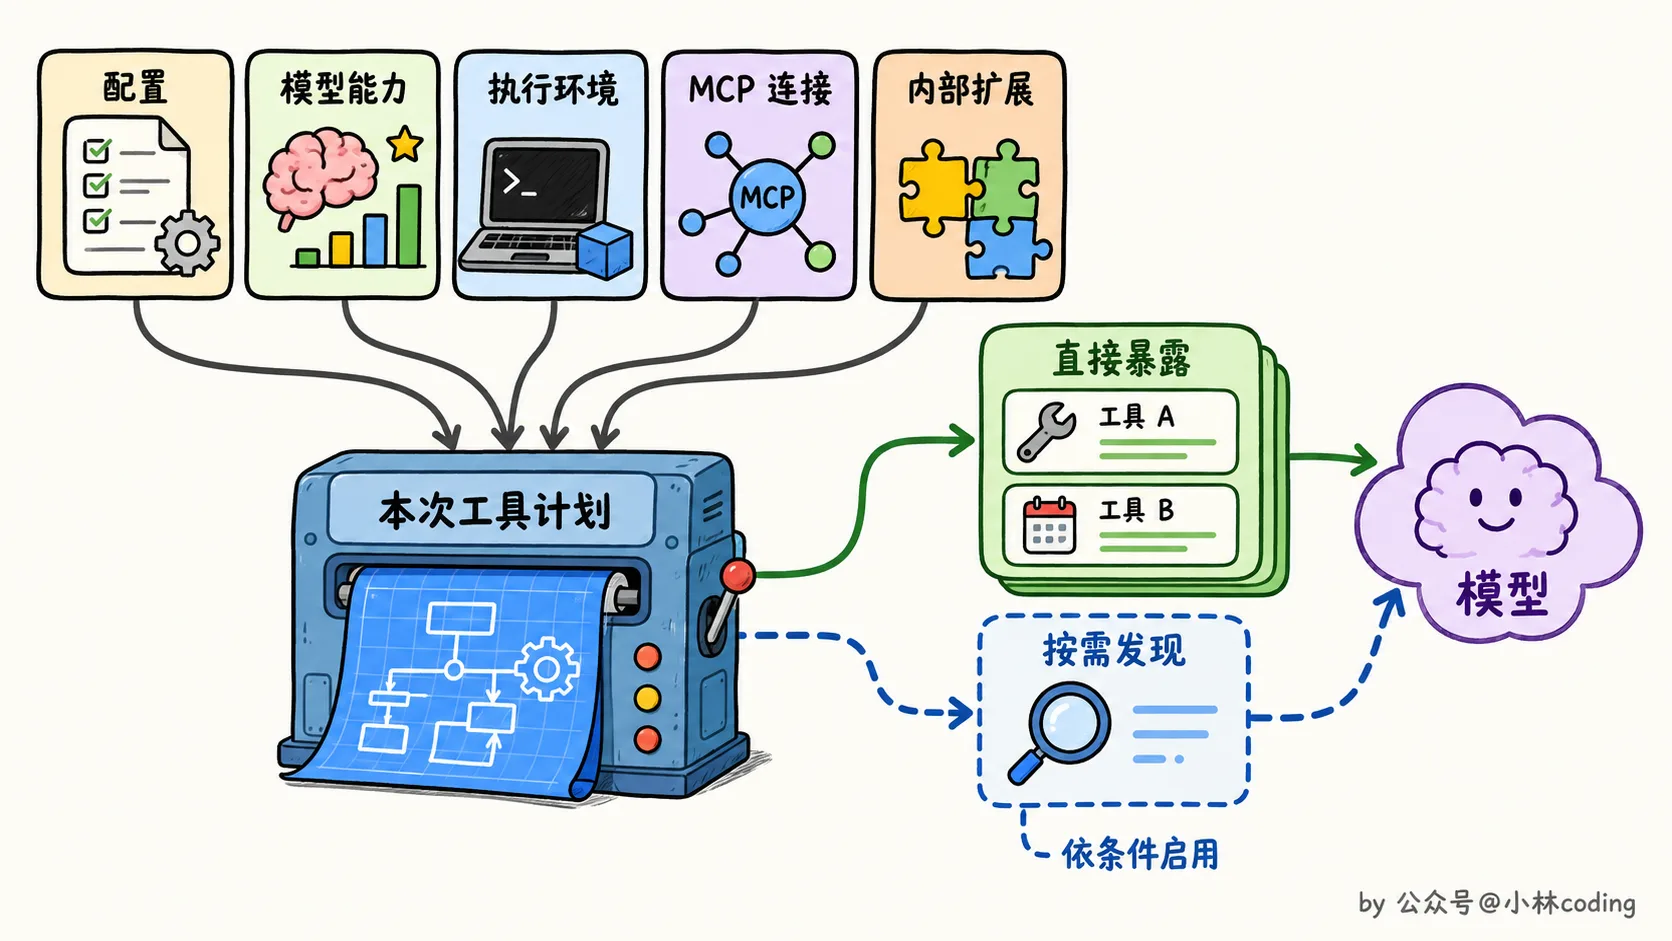 配置
模型能力
执行环境
MCP 连接
内部扩展
>_
MCP
本次工具计划
直接暴露
工具 A
工具 B
模型
按需发现
依条件启用
by 公众号@小林coding